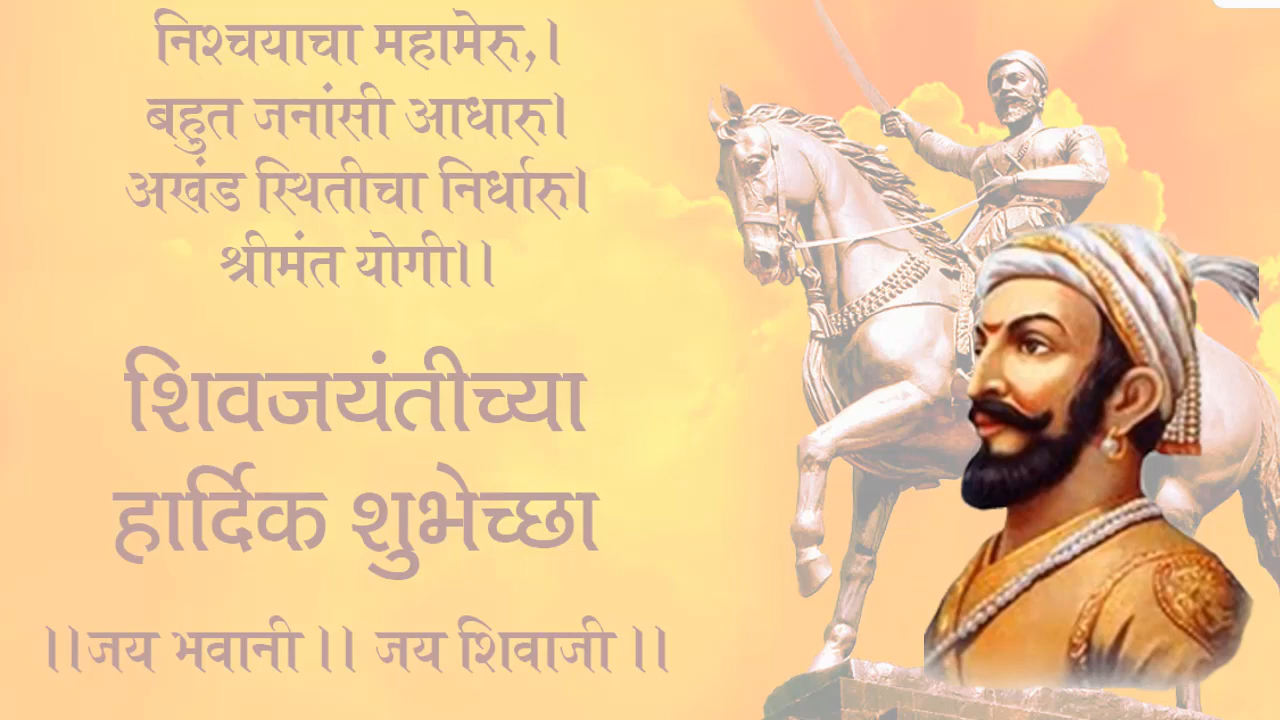 निश्चयाचा महामेरु,।
बहुत जनांसी आधारु।
अखंड स्थितीचा निर्धारु।
श्रीमंत योगी।।
शिवजयंतीच्या
हार्दिक शुभेच्छा
।।जय भवानी ।। जय शिवाजी ।।